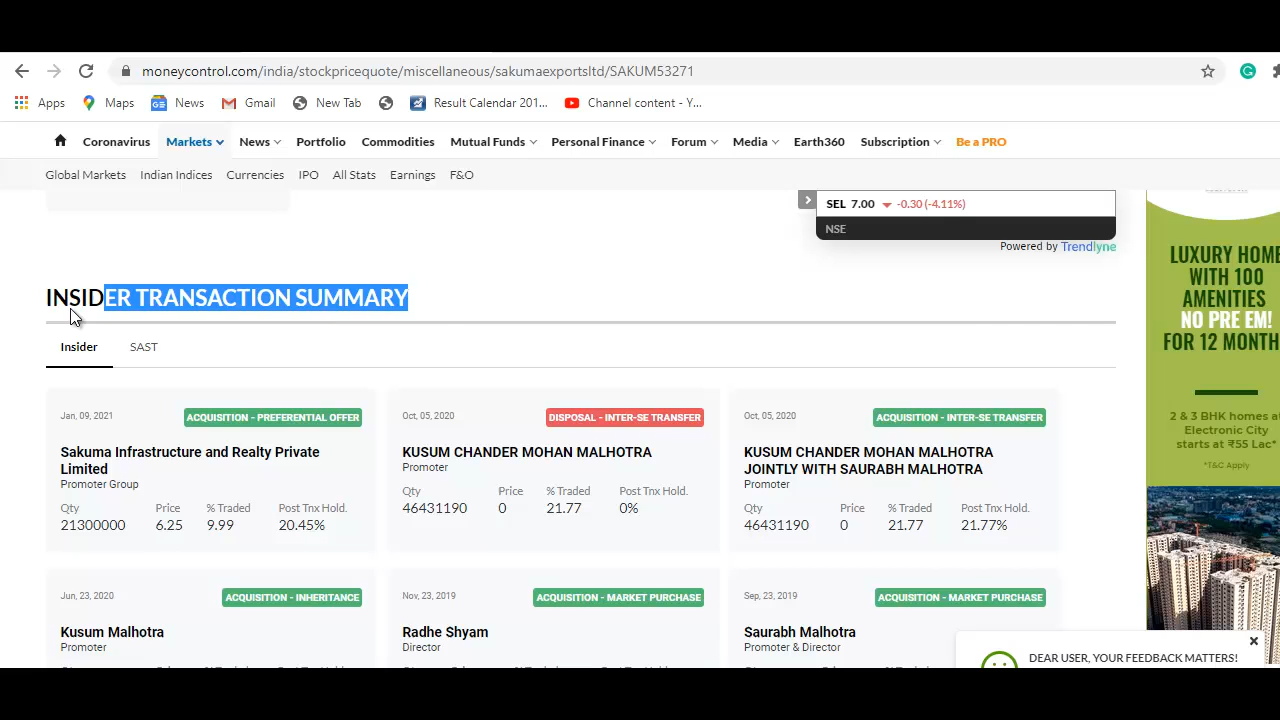 moneycontrol.com/india/stockpricequote/miscellaneous/sakumaexportsltd/SAKUM53271
Apps Maps News Gmail New Tab Result Calendar 201... Channel content - Y...
Coronavirus Markets News Portfolio Commodities Mutual Funds Personal Finance Forum Media Earth360 Subscription Be a PRO
Global Markets Indian Indices Currencies IPO All Stats Earnings F&O
SEL 7.00 -0.30 (-4.11%)
NSE
Powered by Trendlyne
INSIDER TRANSACTION SUMMARY
Insider SAST
Jan, 09, 2021 ACQUISITION - PREFERENTIAL OFFER
Sakuma Infrastructure and Realty Private
Limited
Promoter Group
Qty Price % Traded Post Tnx Hold.
21300000 6.25 9.99 20.45%
Oct, 05, 2020 DISPOSAL - INTER-SE TRANSFER
KUSUM CHANDER MOHAN MALHOTRA
Promoter
Qty Price % Traded Post Tnx Hold.
46431190 0 21.77 0%
Oct, 05, 2020 ACQUISITION - INTER-SE TRANSFER
KUSUM CHANDER MOHAN MALHOTRA
JOINTLY WITH SAURABH MALHOTRA
Promoter
Qty Price % Traded Post Tnx Hold.
46431190 0 21.77 21.77%
Jun, 23, 2020 ACQUISITION - INHERITANCE
Kusum Malhotra
Promoter
Nov, 23, 2019 ACQUISITION - MARKET PURCHASE
Radhe Shyam
Director
Sep, 23, 2019 ACQUISITION - MARKET PURCHASE
Saurabh Malhotra
Promoter & Director
LUXURY HOME
WITH 100
AMENITIES
NO PRE EM!
FOR 12 MONTH
2 & 3 BHK homes at
Electronic City
starts at ₹55 Lac*
*T&C Apply
DEAR USER, YOUR FEEDBACK MATTERS!